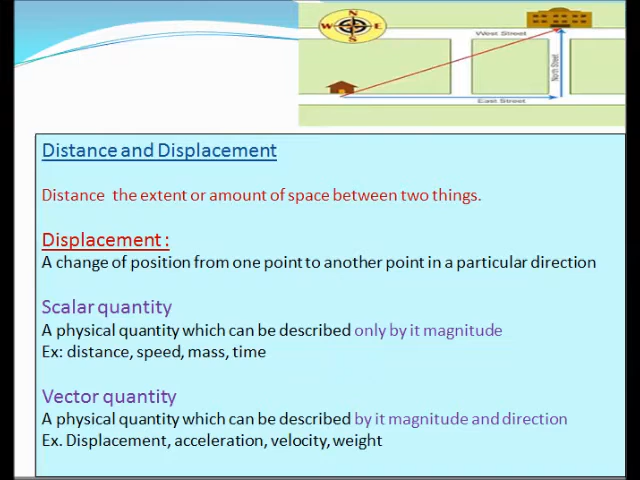 N
W E
S
West Street
North Street
East Street
Distance and Displacement
Distance the extent or amount of space between two things.
Displacement :
A change of position from one point to another point in a particular direction
Scalar quantity
A physical quantity which can be described only by it magnitude
Ex: distance, speed, mass, time
Vector quantity
A physical quantity which can be described by it magnitude and direction
Ex. Displacement, acceleration, velocity, weight